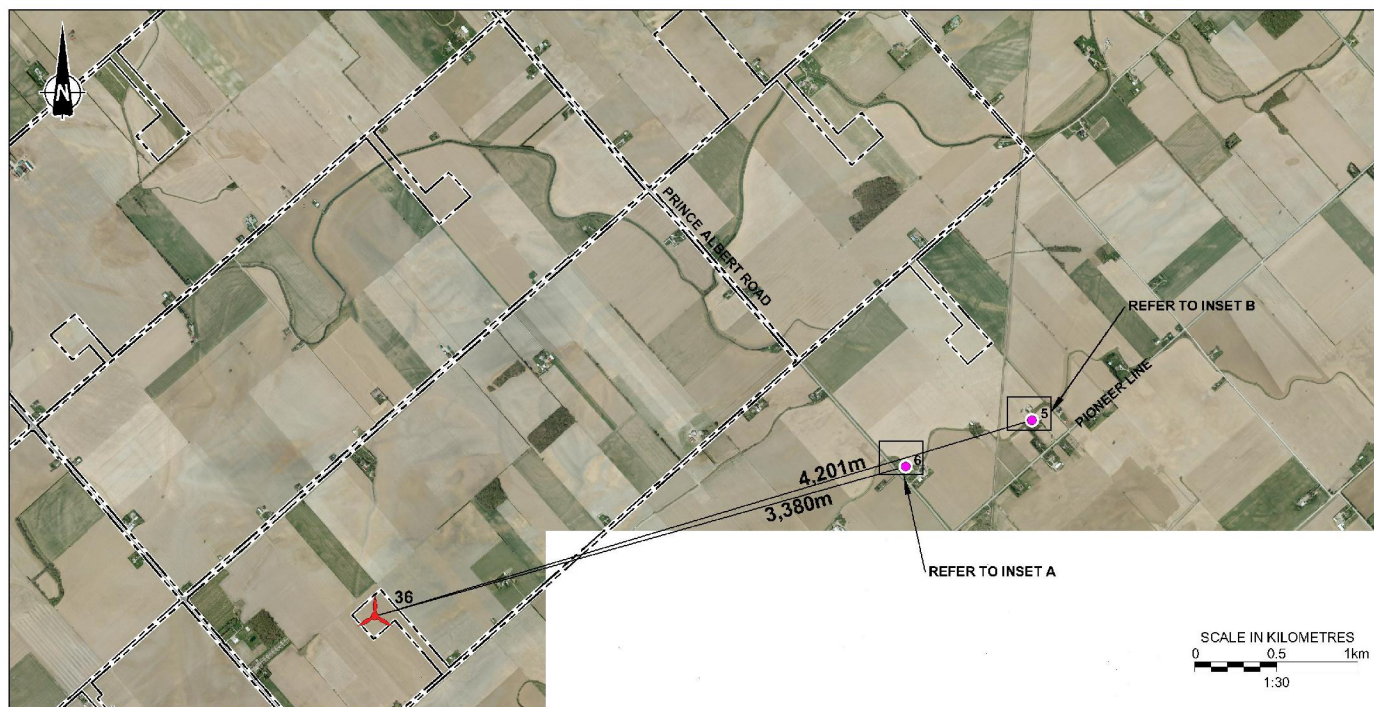 N
PRINCE ALBERT ROAD
REFER TO INSET B
PIONEER LINE
5
6
4,201m
3,380m
REFER TO INSET A
36
SCALE IN KILOMETRES
0 0.5 1km
1:30